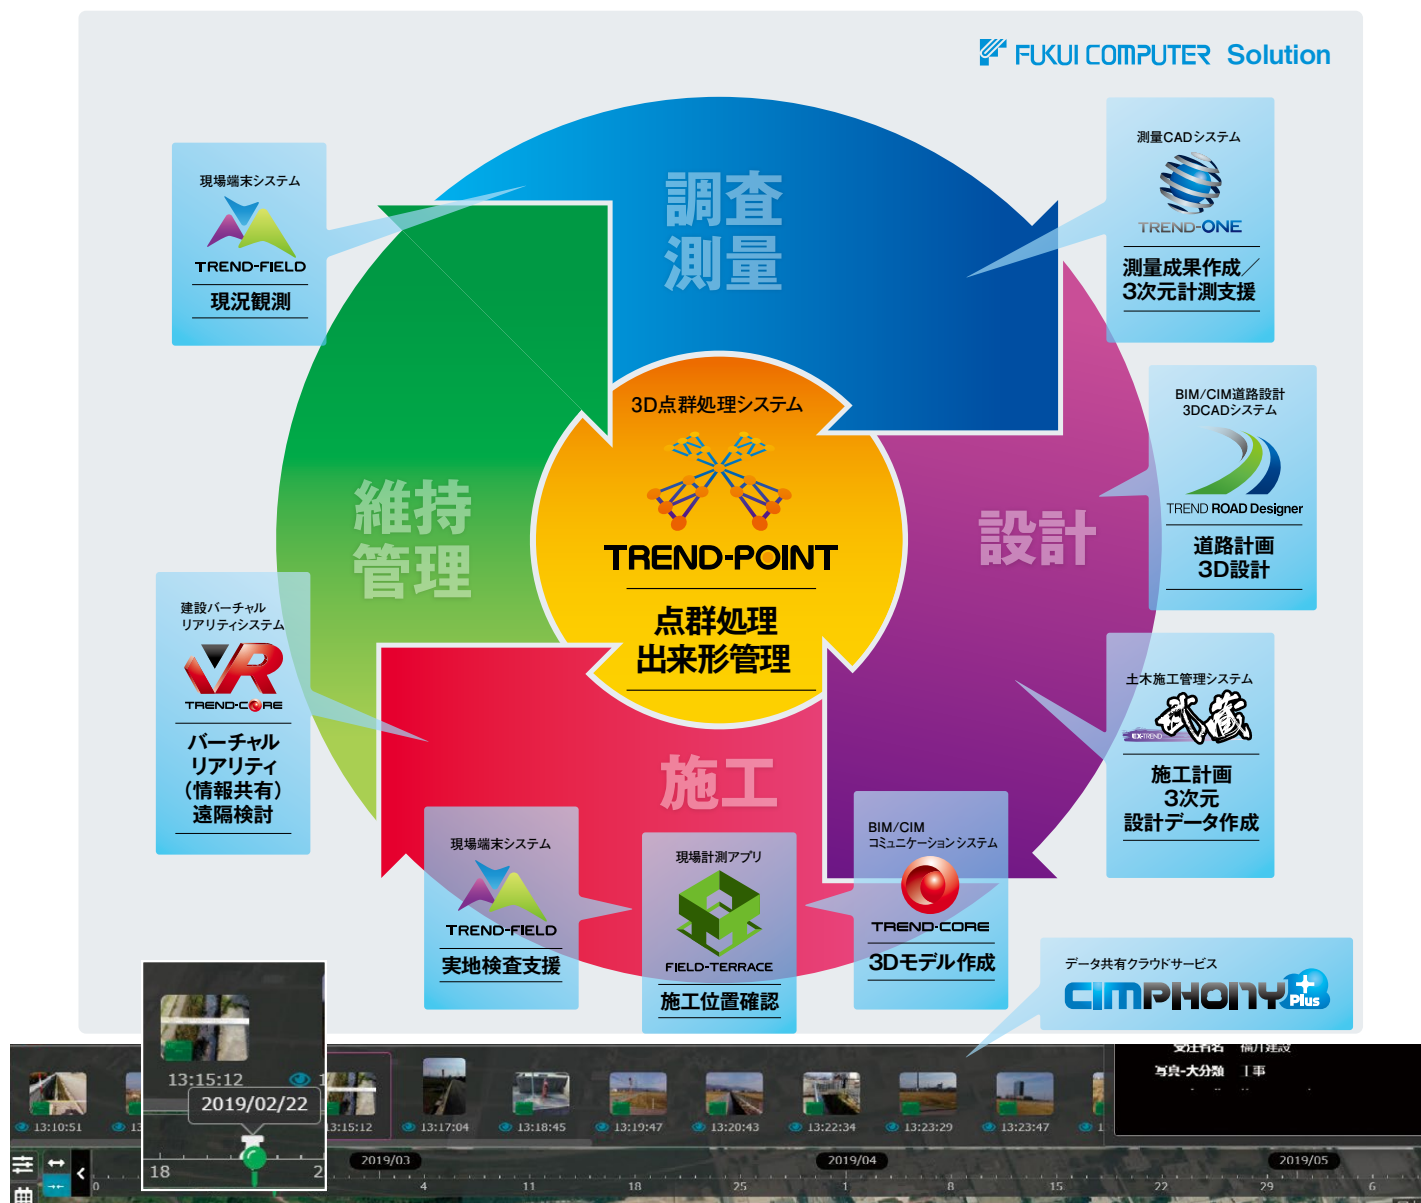 FUKUI COMPUTER Solution
調査
測量
設計
施工
維持
管理
現場端末システム
TREND-FIELD
現況観測
測量CADシステム
TREND-ONE
測量成果作成／
3次元計測支援
BIM/CIM道路設計
3DCADシステム
TREND ROAD Designer
道路計画
3D設計
3D点群処理システム
TREND-POINT
点群処理
出来形管理
建設バーチャル
リアリティシステム
VR
TREND-CORE
バーチャル
リアリティ
(情報共有)
遠隔検討
土木施工管理システム
EX-TREND
武蔵
施工計画
3次元
設計データ作成
現場端末システム
TREND-FIELD
実地検査支援
現場計測アプリ
FIELD-TERRACE
施工位置確認
BIM/CIM
コミュニケーションシステム
TREND-CORE
3Dモデル作成
データ共有クラウドサービス
CIMPHONY Plus
受注者名 福井建設
写真-大分類 工事
13:15:12
2019/02/22
18
13:10:51
13:15:12
13:17:04
13:18:45
13:19:47
13:20:43
13:22:34
13:23:29
13:23:47
2019/03
2019/04
2019/05
4
11
18
25
1
8
15
22
29
6